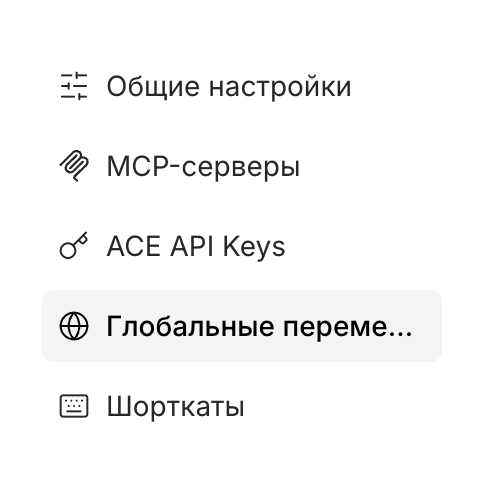 Общие настройки
MCP-серверы
ACE API Keys
Глобальные переме...
Шорткаты